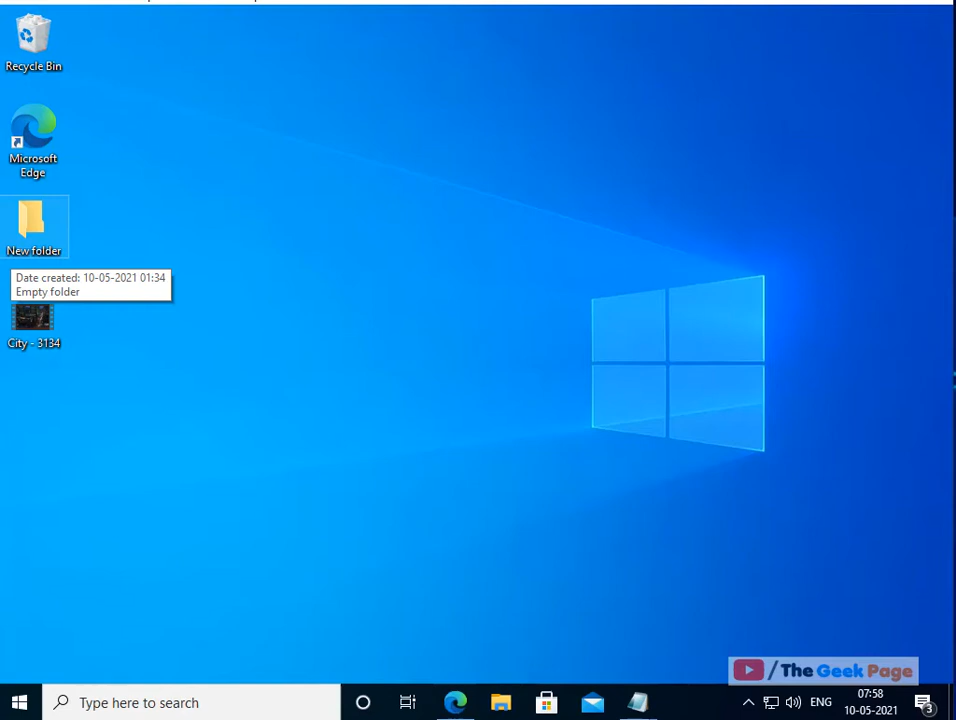 Recycle Bin
Microsoft
Edge
New folder
Date created: 10-05-2021 01:34
Empty folder
City - 3134
/The Geek Page
Type here to search
ENG
07:58
10-05-2021
3